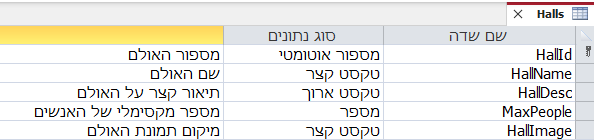 Halls
שם שדה סוג נתונים
HallId מספור אוטומטי מספור האולם
HallName טקסט קצר שם האולם
HallDesc טקסט ארוך תיאור קצר על האולם
MaxPeople מספר מספר מקסימלי של האנשים
HallImage טקסט קצר מיקום תמונת האולם